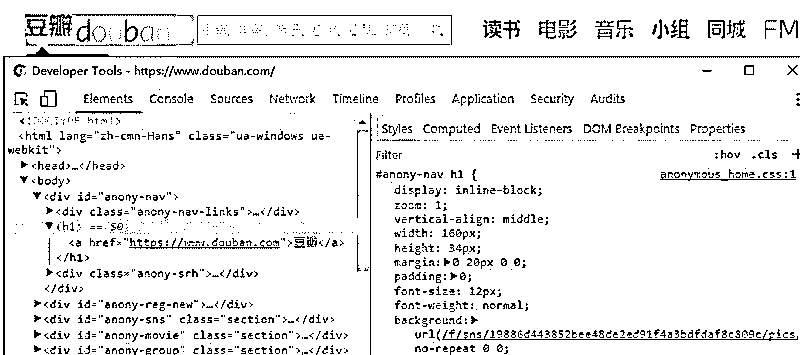 豆瓣 douban
读书 电影 音乐 小组 同城 FM
Developer Tools - https://www.douban.com/
Elements Console Sources Network Timeline Profiles Application Security Audits
<!DOCTYPE html>
<html lang="zh-cmn-Hans" class="ua-windows ua-
webkit">
▶<head>…</head>
▼<body>
▼<div id="anony-nav">
▶<div class="anony-nav-links">…</div>
▼<h1> == $0
<a href="https://www.douban.com">豆瓣</a>
</h1>
▶<div class="anony-srh">…</div>
</div>
▶<div id="anony-reg-new">…</div>
▶<div id="anony-sns" class="section">…</div>
▶<div id="anony-movie" class="section">…</div>
▶<div id="anony-group" class="section">…</div>
Styles Computed Event Listeners DOM Breakpoints Properties
Filter :hov .cls +
#anony-nav h1 { anonymous_home.css:1
display: inline-block;
zoom: 1;
vertical-align: middle;
width: 160px;
height: 34px;
margin:▶0 20px 0 0;
padding:▶0;
font-size: 12px;
font-weight: normal;
background:▶
no-repeat 0 0;